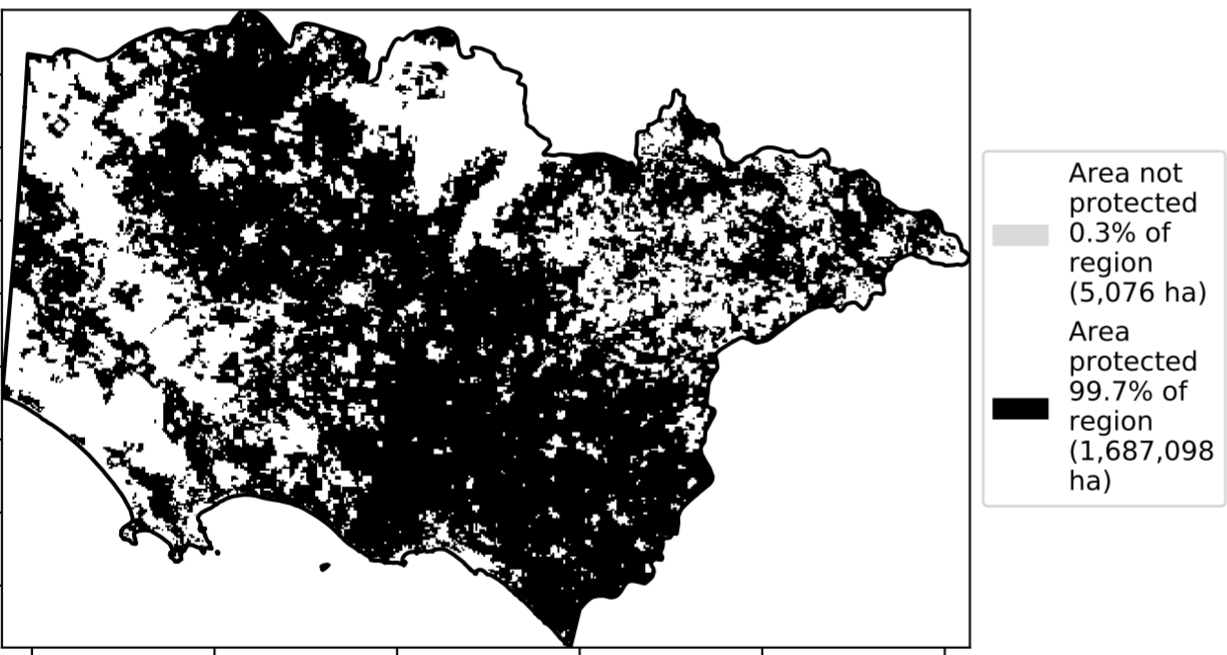 Area not
protected
0.3% of
region
(5,076 ha)
Area
protected
99.7% of
region
(1,687,098
ha)